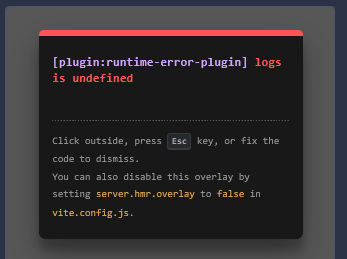 [plugin:runtime-error-plugin] logs
is undefined
Click outside, press Esc key, or fix the
code to dismiss.
You can also disable this overlay by
setting server.hmr.overlay to false in
vite.config.js.